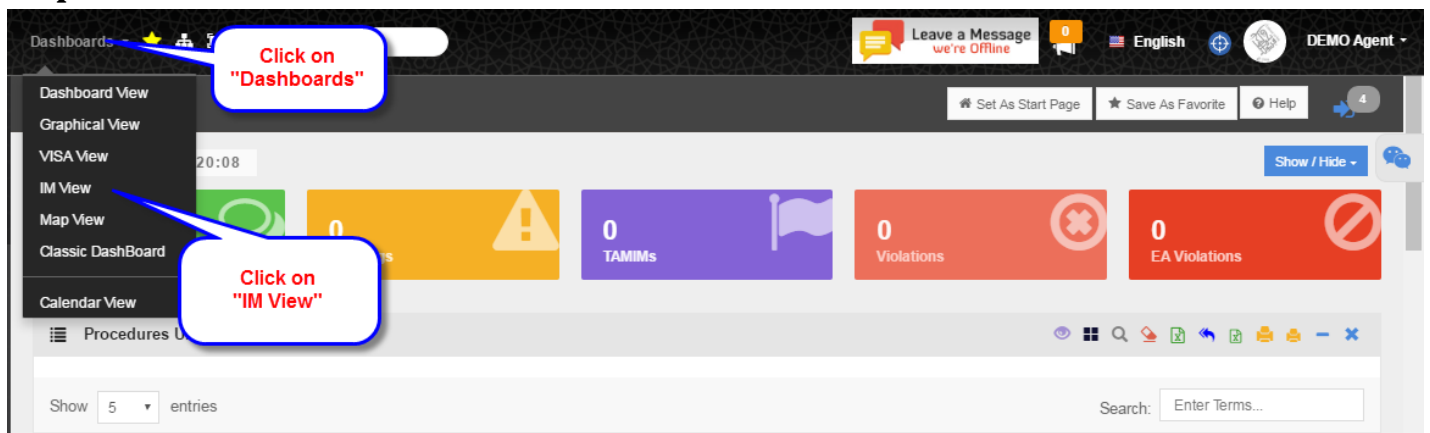 Dashboards
Click on
"Dashboards"
Leave a Message
we're Offline
0
English
DEMO Agent
Dashboard View
Graphical View
VISA View
IM View
Map View
Classic DashBoard
Calendar View
Set As Start Page
Save As Favorite
Help
4
20:08
Show / Hide
Click on
"IM View"
0
0
TAMIMs
0
Violations
0
EA Violations
Procedures
Show 5 entries
Search: Enter Terms...